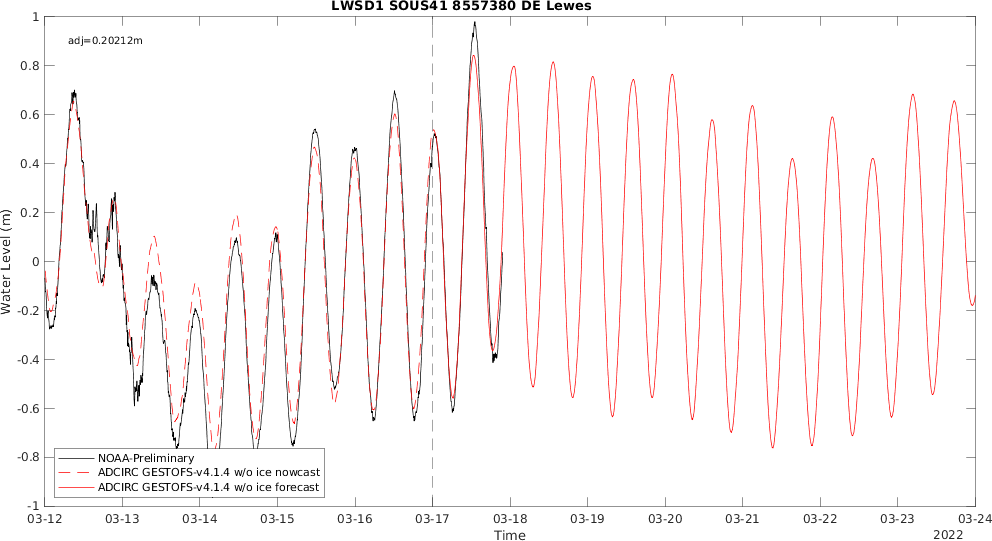 LWSD1 SOUS41 8557380 DE Lewes
adj=0.20212m
Water Level (m)
1
0.8
0.6
0.4
0.2
0
-0.2
-0.4
-0.6
-0.8
-1
NOAA-Preliminary
ADCIRC GESTOFS-v4.1.4 w/o ice nowcast
ADCIRC GESTOFS-v4.1.4 w/o ice forecast
03-12 03-13 03-14 03-15 03-16 03-17 03-18 03-19 03-20 03-21 03-22 03-23 03-24
Time
2022